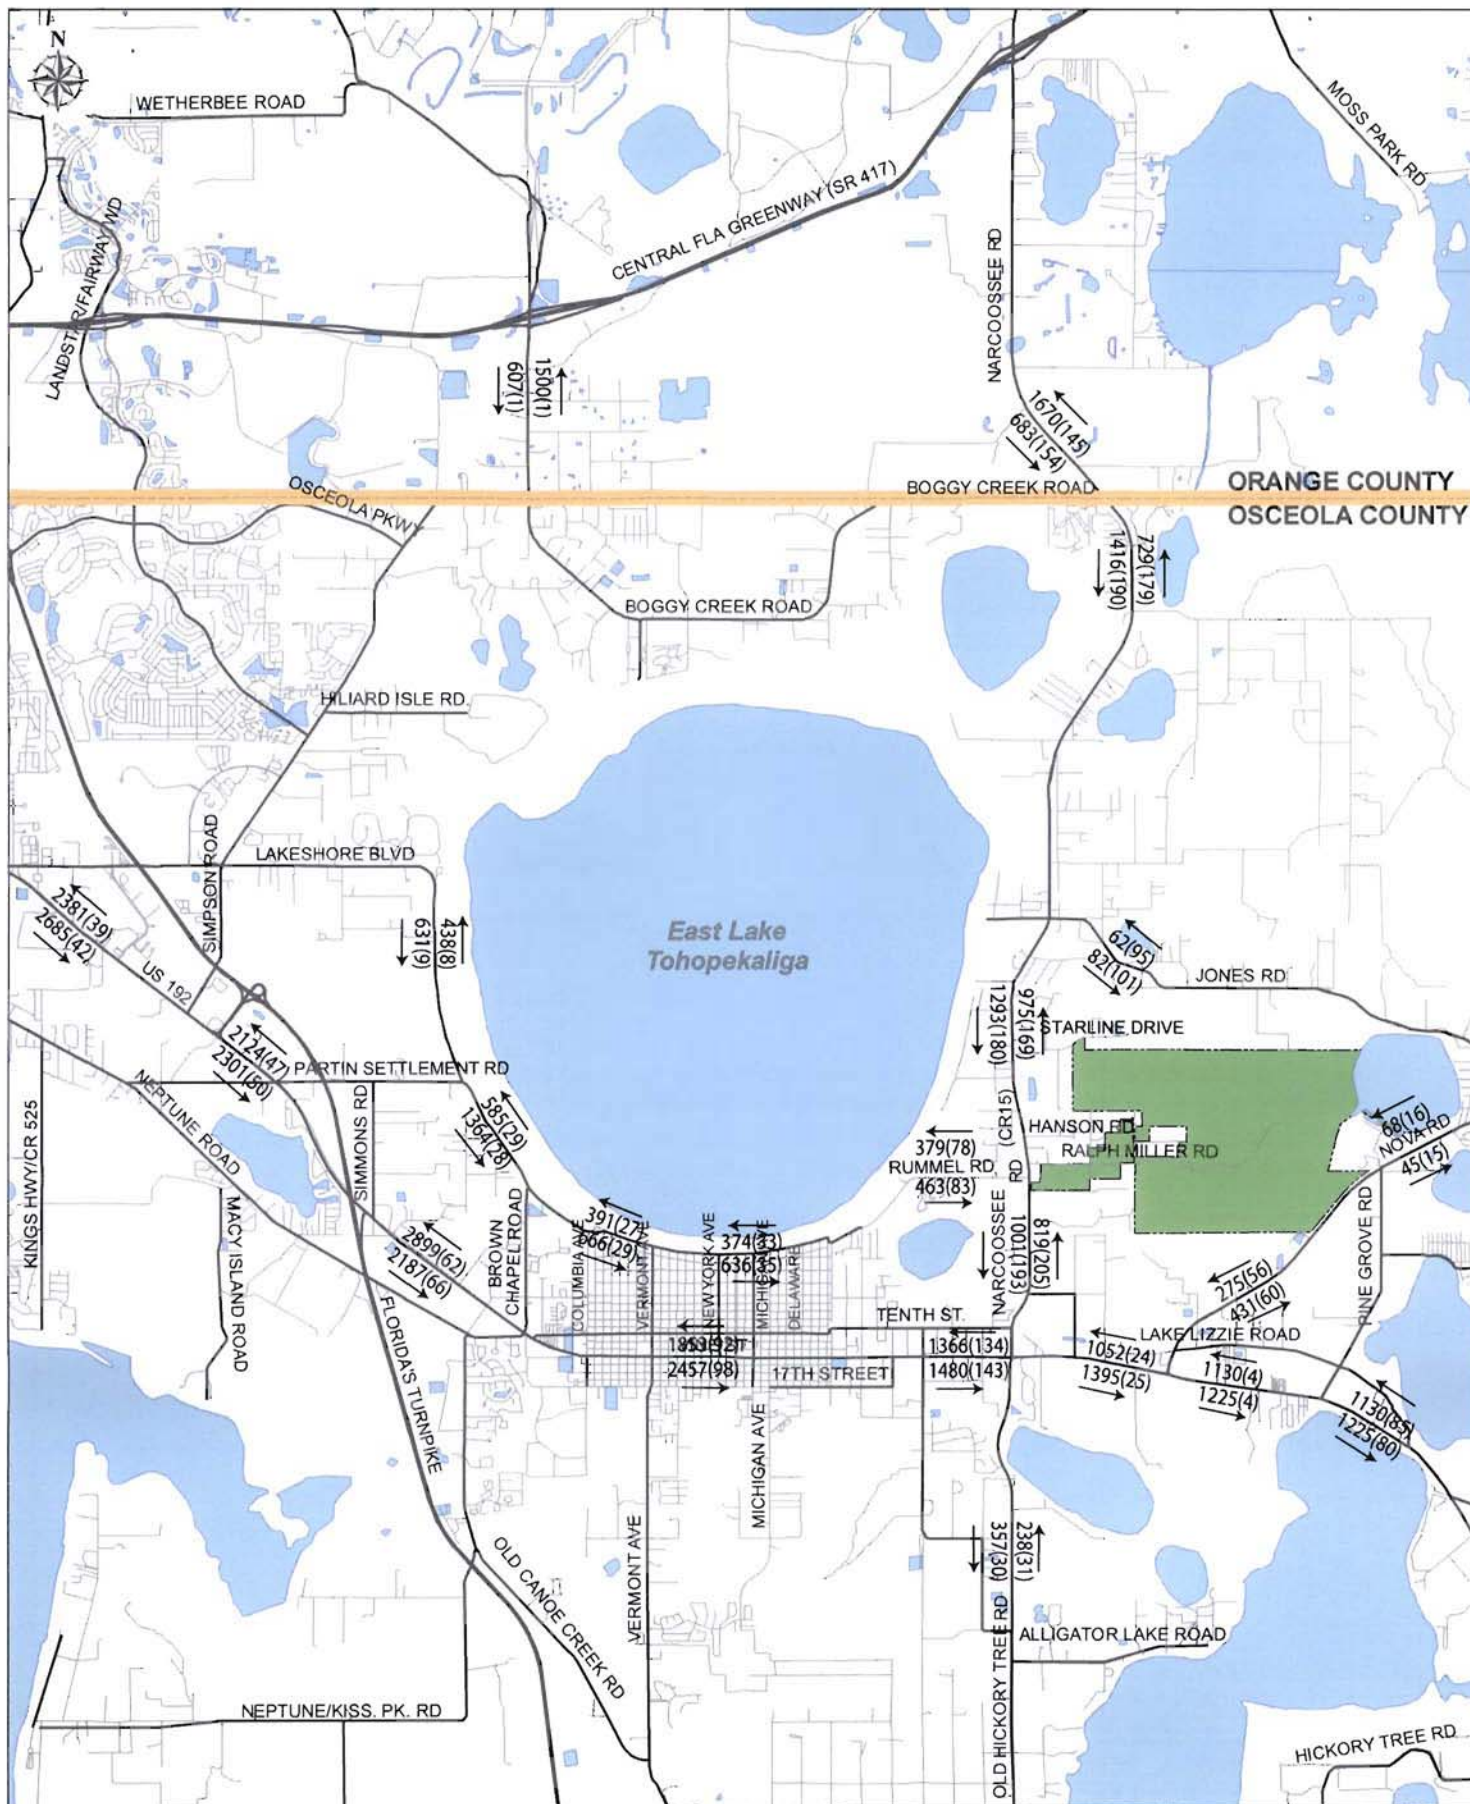 N
WETHERBEE ROAD
MOSS PARK RD
LANDSTAR/FAIRWAY/WD
CENTRAL FLA GREENWAY (SR 417)
NARCOOSSEE RD
1500(1)
607(1)
1670(145)
683(154)
BOGGY CREEK ROAD
ORANGE COUNTY
OSCEOLA COUNTY
OSCEOLA PKWY
729(179)
1416(190)
BOGGY CREEK ROAD
HILIARD ISLE RD.
SIMPSON ROAD
LAKESHORE BLVD
2381(39)
2685(42)
438(8)
631(9)
East Lake
Tohopekaliga
62(95)
82(101)
JONES RD
US 192
975(169)
1293(180)
STARLINE DRIVE
2124(47)
2301(50)
PARTIN SETTLEMENT RD
NEPTUNE ROAD
SIMMONS RD
KINGS HWY/CR 525
585(29)
1364(28)
(CR15)
HANSON RD
RALPH MILLER RD
68(16)
NOVA RD
45(15)
379(78)
RUMMEL RD
463(83)
MACY ISLAND ROAD
2899(62)
2187(66)
BROWN
CHAPEL ROAD
391(27)
666(29)
COLUMBIA AVE
VERMONT AVE
NEW YORK AVE
374(33)
636(35)
MICHIGAN AVE
DELAWARE
NARCOOSSEE RD
819(205)
1001(193)
275(56)
431(60)
PINE GROVE RD
FLORIDA'S TURNPIKE
TENTH ST.
LAKE LIZZIE ROAD
2457(98)
17TH STREET
1366(134)
1480(143)
1052(24)
1395(25)
1130(4)
1225(4)
1130(85)
1225(80)
MICHIGAN AVE
VERMONT AVE
OLD CANOE CREEK RD
238(31)
357(30)
OLD HICKORY TREE RD
ALLIGATOR LAKE ROAD
NEPTUNE/KISS. PK. RD
HICKORY TREE RD